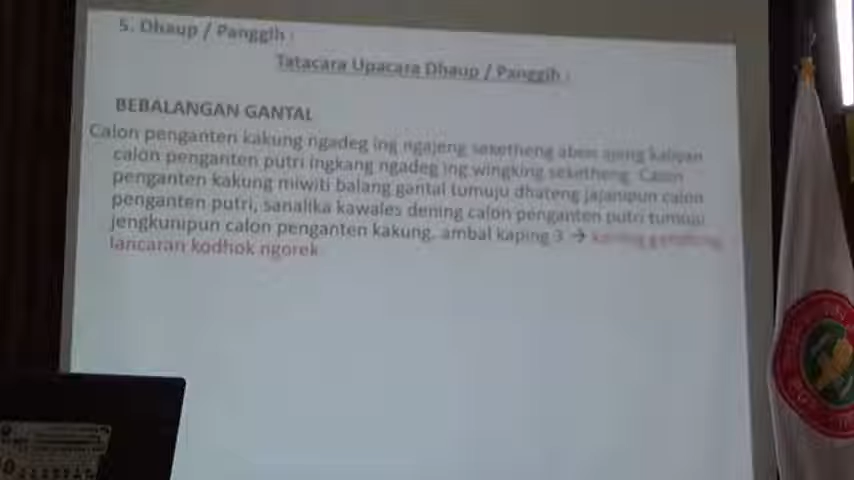 5. Dhaup / Panggih :
Tatacara Upacara Dhaup / Panggih :
BEBALANGAN GANTAL
Calon penganten kakung ngadeg ing ngajeng seketheng aben ajeng kaliyan
calon penganten putri ingkang ngadeg ing wingking seketheng. Calon
penganten kakung miwiti balang gantal tumuju dhateng jajanipun calon
penganten putri, sanalika kawales dening calon penganten putri tumuju
jengkunipun calon penganten kakung, ambal kaping 3 →
lancaran kodhok ngorek